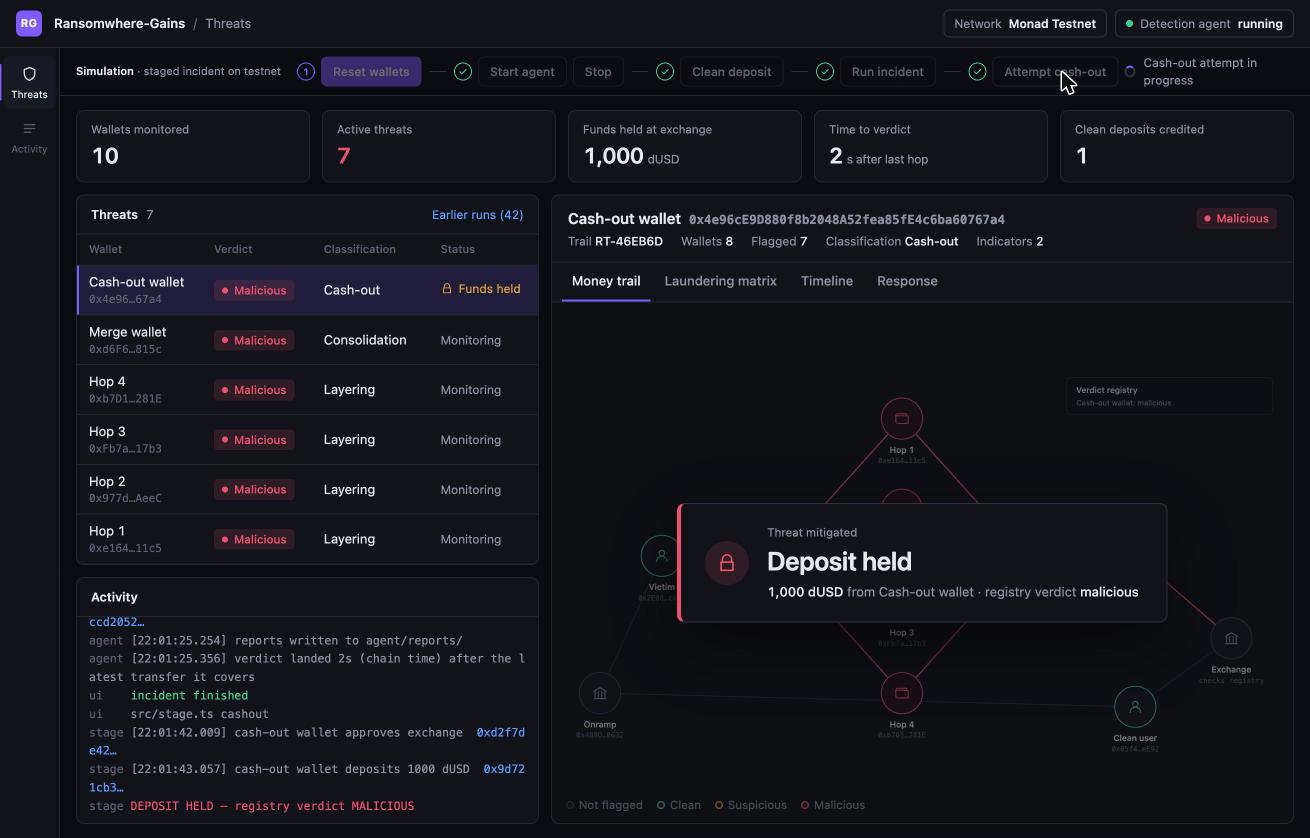 RG Ransomwhere-Gains / Threats
Network Monad Testnet
Detection agent running
Threats
Activity
Simulation · staged incident on testnet
1 Reset wallets
Start agent
Stop
Clean deposit
Run incident
Attempt cash-out
Cash-out attempt in
progress
Wallets monitored
10
Active threats
7
Funds held at exchange
1,000 dUSD
Time to verdict
2 s after last hop
Clean deposits credited
1
Threats 7
Earlier runs (42)
Wallet Verdict Classification Status
Cash-out wallet
0x4e96…67a4
Malicious Cash-out Funds held
Merge wallet
0xd6F6…815c
Malicious Consolidation Monitoring
Hop 4
0xb7D1…281E
Malicious Layering Monitoring
Hop 3
0xFb7a…17b3
Malicious Layering Monitoring
Hop 2
0x977d…AeeC
Malicious Layering Monitoring
Hop 1
0xe164…11c5
Malicious Layering Monitoring
Activity
ccd2052…
agent [22:01:25.254] reports written to agent/reports/
agent [22:01:25.356] verdict landed 2s (chain time) after the l
atest transfer it covers
ui incident finished
ui src/stage.ts cashout
stage [22:01:42.009] cash-out wallet approves exchange 0xd2f7d
e42…
stage [22:01:43.057] cash-out wallet deposits 1000 dUSD 0x9d72
1cb3…
stage DEPOSIT HELD — registry verdict MALICIOUS
Cash-out wallet 0x4e96cE9D880f8b2048A52fea85fE4c6ba60767a4
Malicious
Trail RT-46EB6D Wallets 8 Flagged 7 Classification Cash-out Indicators 2
Money trail Laundering matrix Timeline Response
Verdict registry
Cash-out wallet: malicious
Hop 1
0xe164…11c5
Threat mitigated
Deposit held
1,000 dUSD from Cash-out wallet · registry verdict malicious
Victim
Hop 3
0xFb7a…17b3
Exchange
checks registry
Hop 4
0xb7D1…281E
Onramp
Clean user
Not flagged Clean Suspicious Malicious